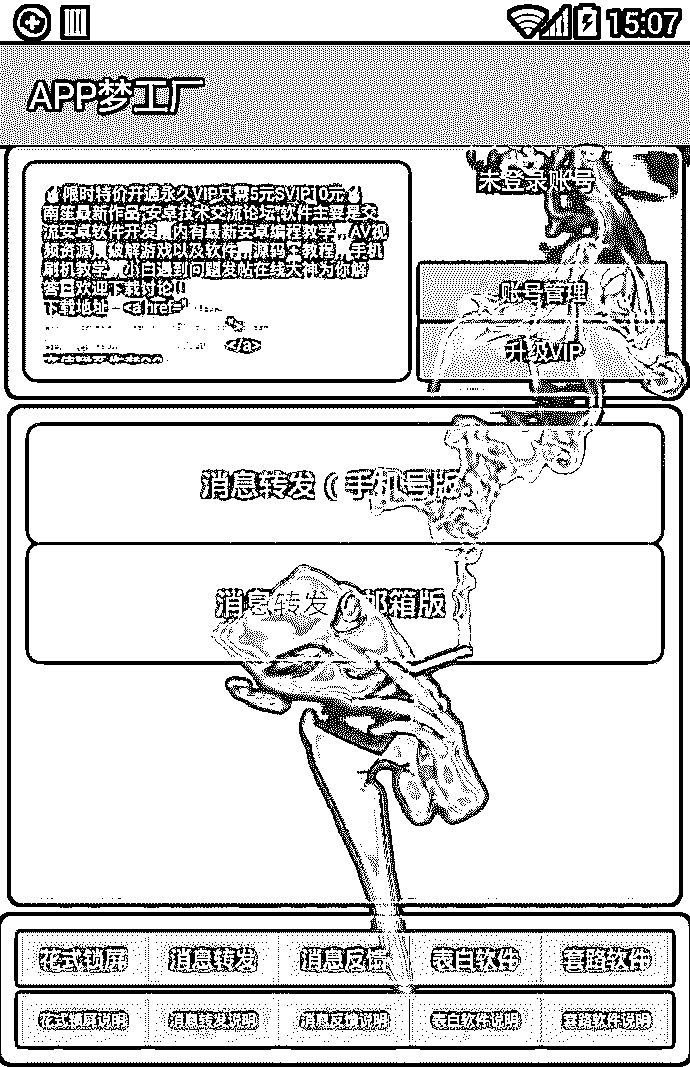 15:07
APP梦工厂
限时特价开通永久VIP只需5元SVIP10元
南笙最新作品"安卓技术交流论坛"软件主要是交
流安卓软件开发,内有最新安卓编程教学,,AV视
频资源,破解游戏以及软件,,源码全教程,,手机
刷机教学,,小白遇到问题发帖在线大神为你解
答!欢迎下载讨论!!
下载地址→<a href="
</a>
未登录账号
账号管理
升级VIP
消息转发(手机号版
消息转发 邮箱版
花式锁屏 消息转发 消息反馈 表白软件 套路软件
花式锁屏说明 消息转发说明 消息反馈说明 表白软件说明 套路软件说明